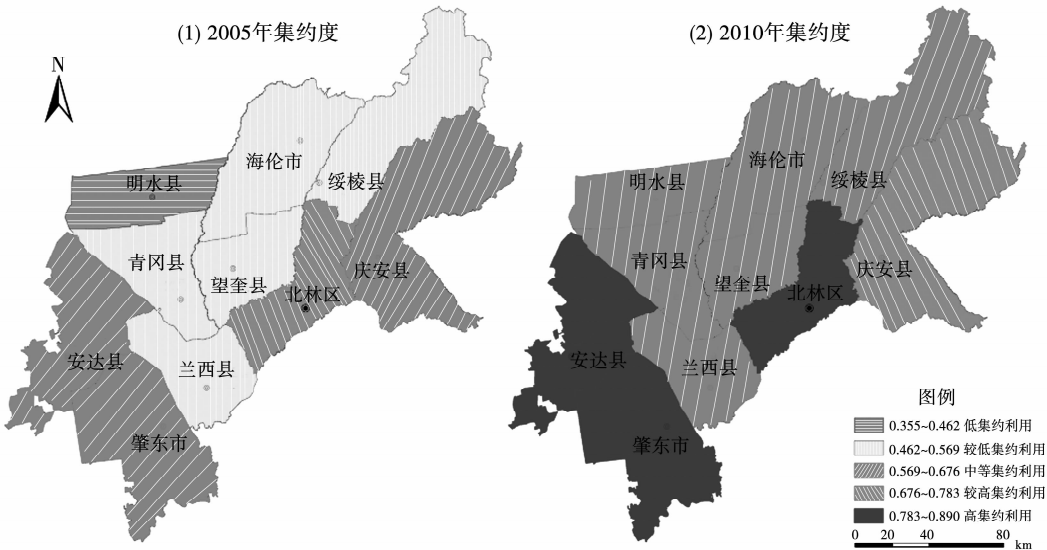 (1) 2005年集约度
(2) 2010年集约度
N
海伦市
明水县
绥棱县
青冈县
望奎县
庆安县
北林区
安达县
兰西县
肇东市
海伦市
明水县
绥棱县
青冈县
望奎县
庆安县
北林区
安达县
兰西县
肇东市
图例
0.355~0.462 低集约利用
0.462~0.569 较低集约利用
0.569~0.676 中等集约利用
0.676~0.783 较高集约利用
0.783~0.890 高集约利用
0 20 40 80
km